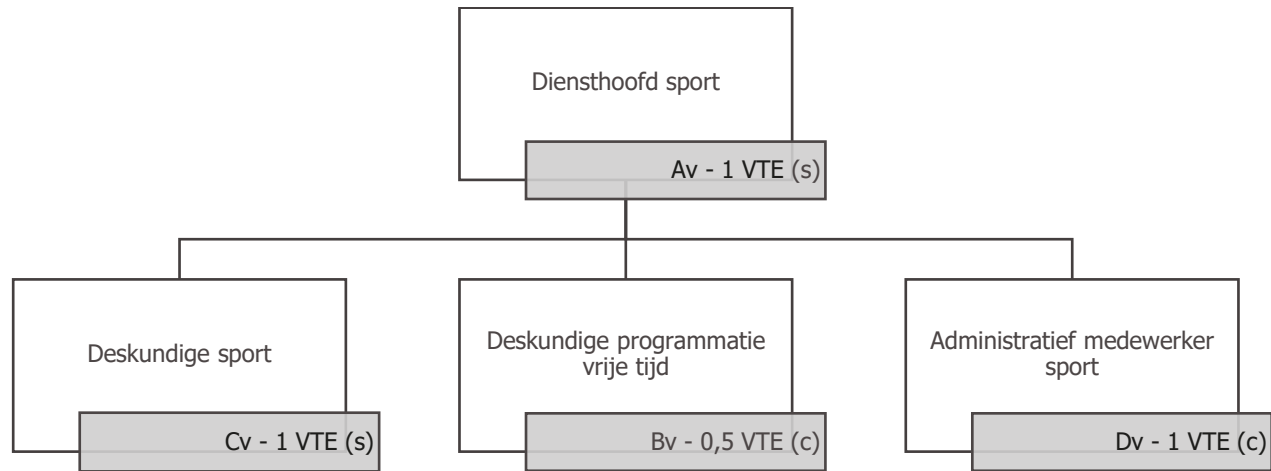 Diensthoofd sport
Av - 1 VTE (s)
Deskundige sport
Cv - 1 VTE (s)
Deskundige programmatie
vrije tijd
Bv - 0,5 VTE (c)
Administratief medewerker
sport
Dv - 1 VTE (c)